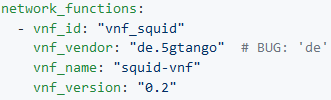 network_functions:
  - vnf_id: "vnf_squid"
    vnf_vendor: "de.5gtango"  # BUG: 'de'
    vnf_name: "squid-vnf"
    vnf_version: "0.2"